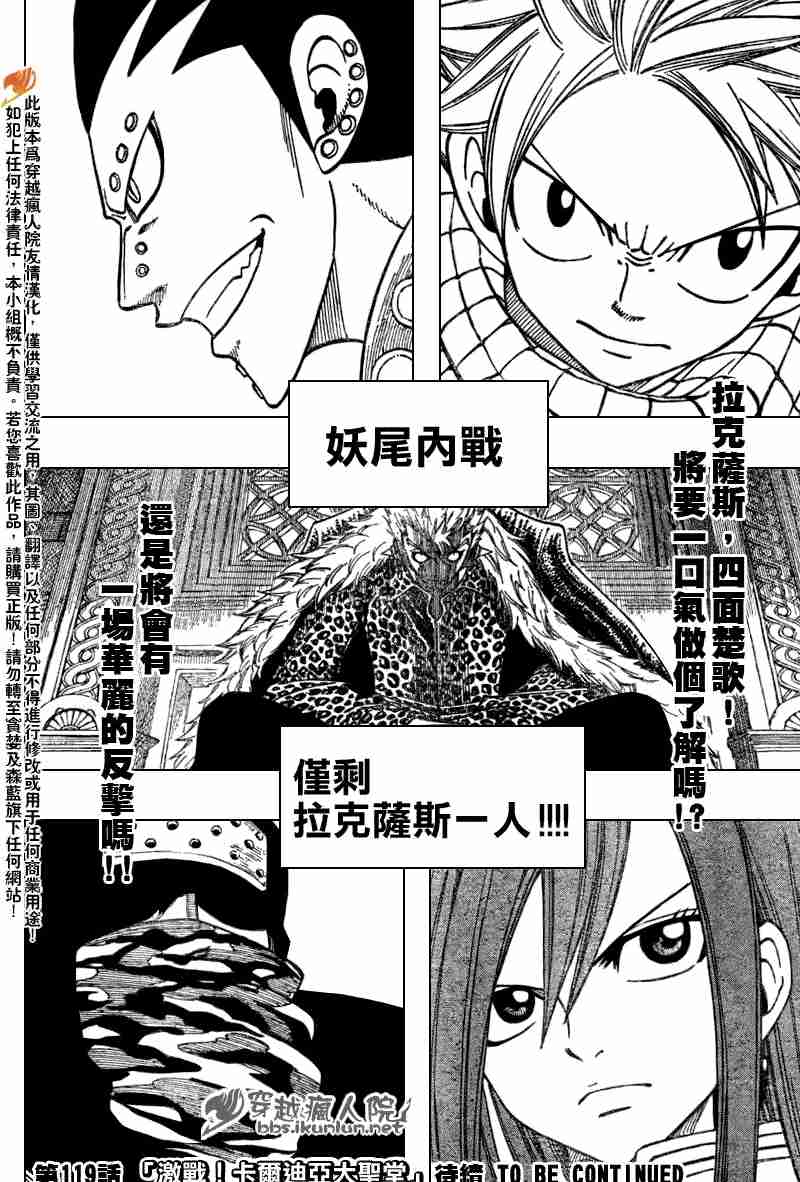 妖尾內戰
拉克薩斯，四面楚歌！
將要一口氣做個了解嗎！？
還是將會有
一場華麗的反擊嗎！！
僅剩
拉克薩斯一人！！！！
此版本爲穿越瘋人院友情漢化，僅供學習交流之用，其圖、翻譯以及任何部分不得進行修改或用于任何商業用途！
如犯上任何法律責任，本小組概不負責。若您喜歡此作品，請購買正版！請勿轉至貪婪及森藍旗下任何網站！
穿越瘋人院
bbs.ikunlun.net
第119話 「激戰！卡爾迪亞大聖堂」待續 TO BE CONTINUED